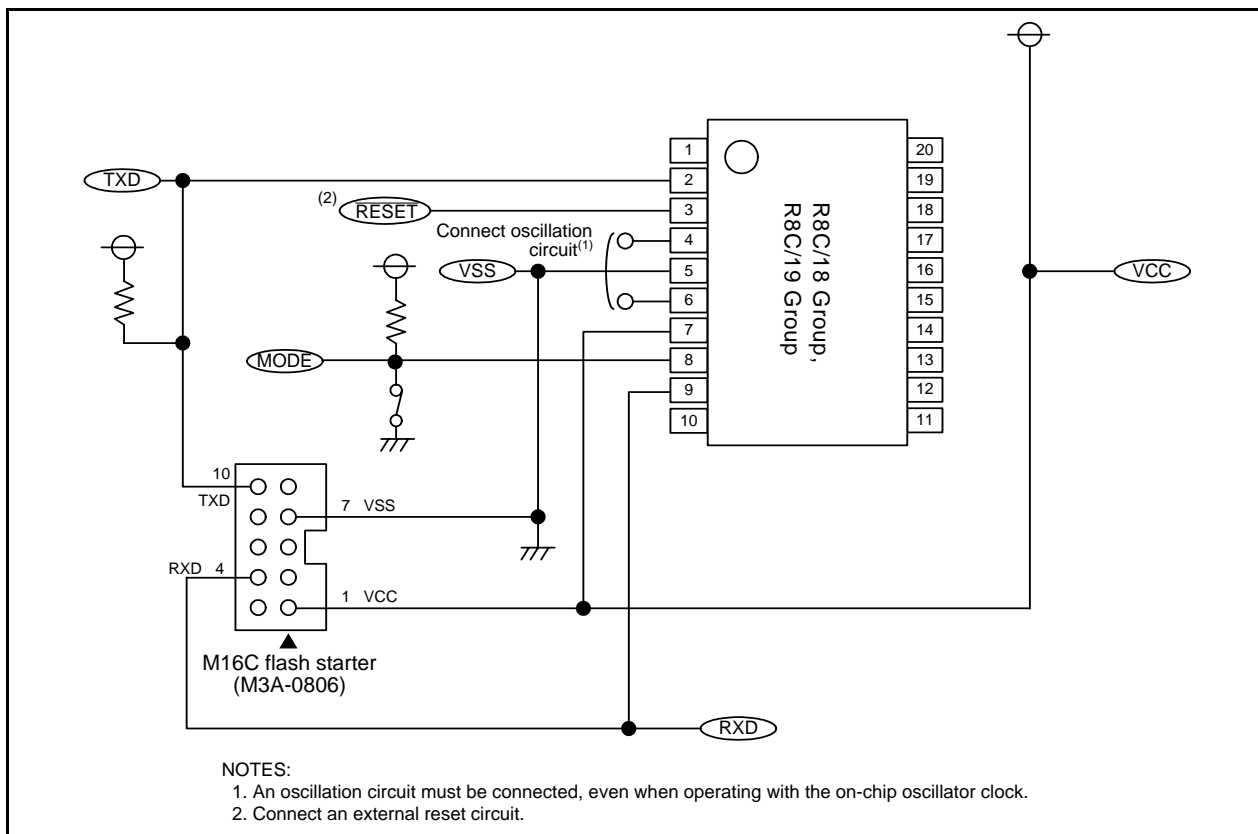 TXD
(2) RESET
Connect oscillation
circuit(1)
VSS
MODE
1
2
3
4
5
6
7
8
9
10
R8C/18 Group,
R8C/19 Group
20
19
18
17
16
15
14
13
12
11
VCC
10
TXD
7 VSS
RXD 4
1 VCC
M16C flash starter
(M3A-0806)
RXD
NOTES:
1. An oscillation circuit must be connected, even when operating with the on-chip oscillator clock.
2. Connect an external reset circuit.